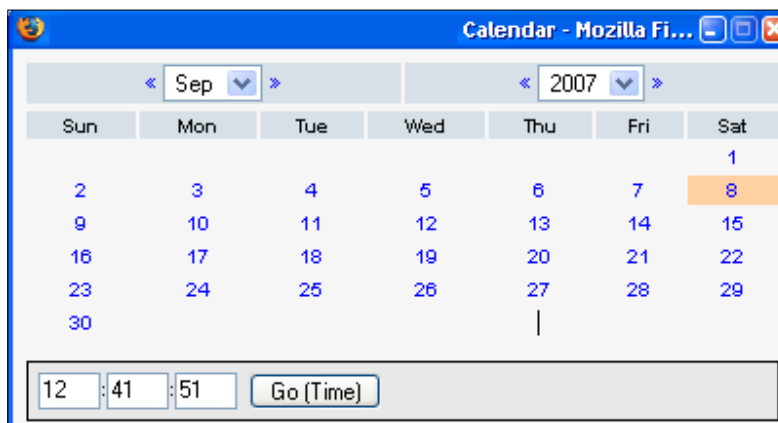 Calendar - Mozilla Fi...
« Sep » « 2007 »
Sun Mon Tue Wed Thu Fri Sat
1
2 3 4 5 6 7 8
9 10 11 12 13 14 15
16 17 18 19 20 21 22
23 24 25 26 27 28 29
30
12 : 41 : 51 Go (Time)